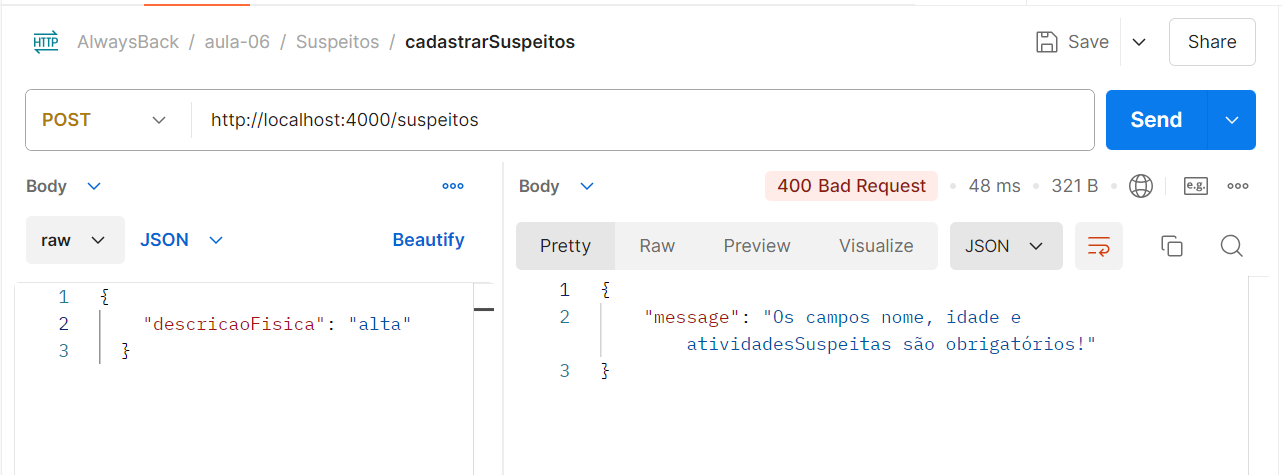 HTTP AlwaysBack / aula-06 / Suspeitos / cadastrarSuspeitos Save Share
POST http://localhost:4000/suspeitos Send
Body
raw JSON Beautify
1 {
2 "descricaoFisica": "alta"
3 }
Body 400 Bad Request 48 ms 321 B e.g.
Pretty Raw Preview Visualize JSON
1 {
2 "message": "Os campos nome, idade e
atividadesSuspeitas são obrigatórios!"
3 }